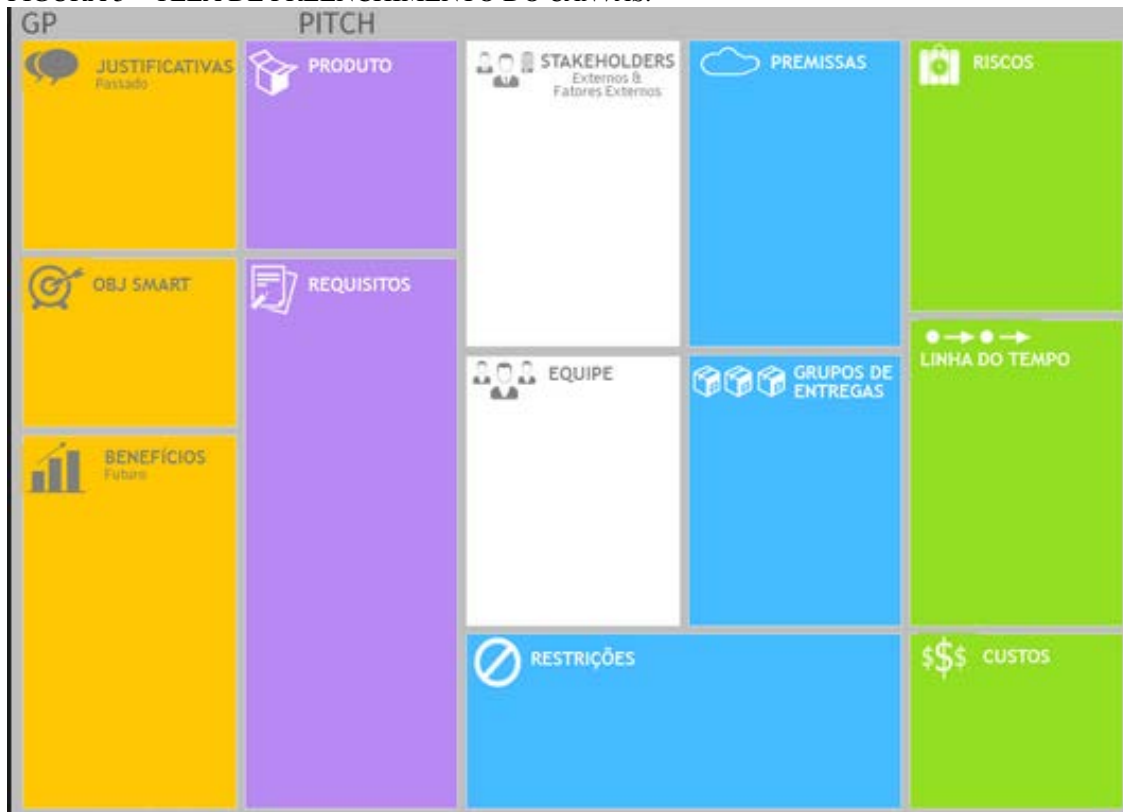 GP
PITCH
JUSTIFICATIVAS
Passado
PRODUTO
STAKEHOLDERS
Externos &
Fatores Externos
PREMISSAS
RISCOS
OBJ SMART
REQUISITOS
LINHA DO TEMPO
EQUIPE
GRUPOS DE
ENTREGAS
BENEFÍCIOS
Futuro
RESTRIÇÕES
$$$ CUSTOS